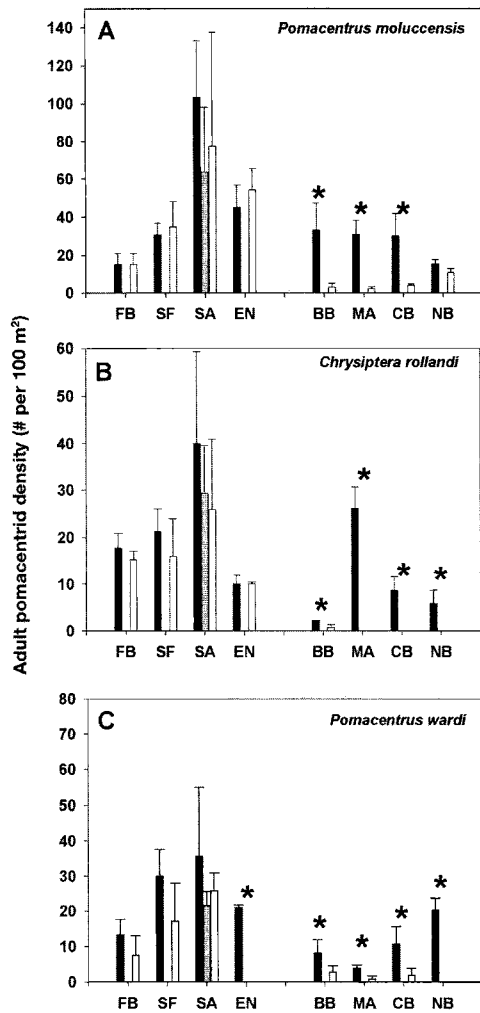 A
Pomacentrus moluccensis
140
120
100
80
60
40
20
0
* * *
FB SF SA EN BB MA CB NB
Adult pomacentrid density (# per 100 m²)
B
Chrysiptera rollandi
60
50
40
30
20
10
0
* * * *
FB SF SA EN BB MA CB NB
C
Pomacentrus wardi
80
70
60
50
40
30
20
10
0
* * * * *
FB SF SA EN BB MA CB NB